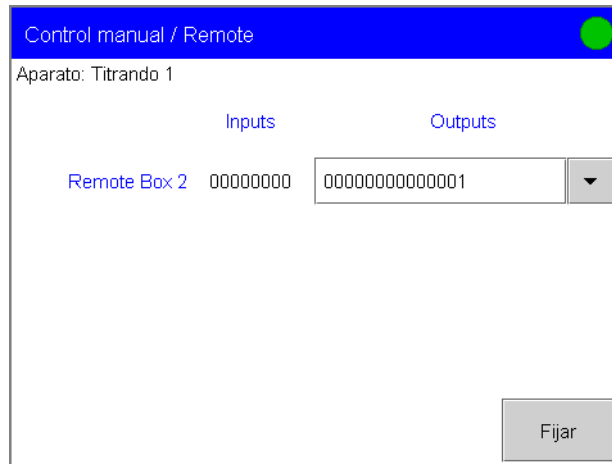 Control manual / Remote
Aparato: Titrando 1
Inputs Outputs
Remote Box 2 00000000 00000000000001
Fijar